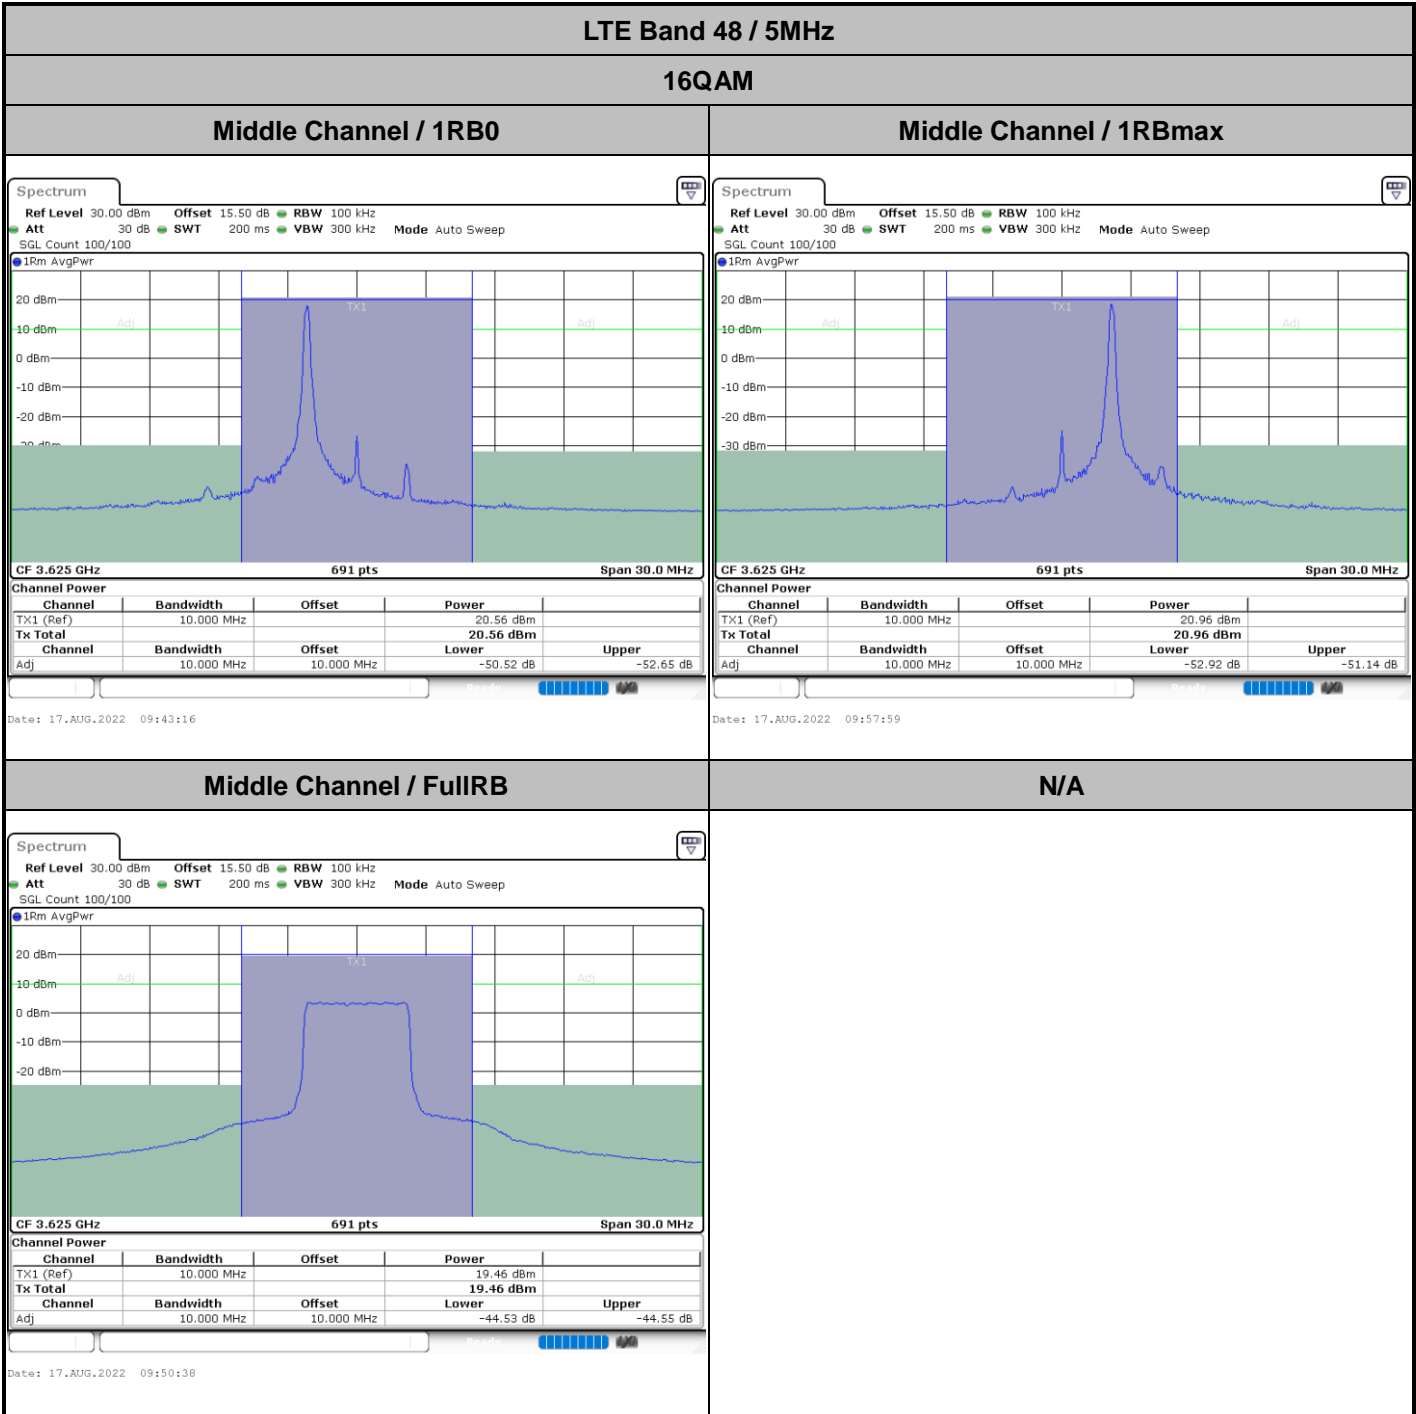 LTE Band 48 / 5MHz
16QAM
Middle Channel / 1RB0
Middle Channel / 1RBmax
Spectrum
Ref Level 30.00 dBm Offset 15.50 dB RBW 100 kHz
Att 30 dB SWT 200 ms VBW 300 kHz Mode Auto Sweep
SGL Count 100/100
1Rm AvgPwr
TX1
20 dBm
Adj
Adj
10 dBm
0 dBm
-10 dBm
-20 dBm
CF 3.625 GHz 691 pts Span 30.0 MHz
Channel Power
Channel Bandwidth Offset Power
TX1 (Ref) 10.000 MHz 20.56 dBm
Tx Total 20.56 dBm
Channel Bandwidth Offset Lower Upper
Adj 10.000 MHz 10.000 MHz -50.52 dB -52.65 dB
Ready
Date: 17.AUG.2022 09:43:16
Spectrum
Ref Level 30.00 dBm Offset 15.50 dB RBW 100 kHz
Att 30 dB SWT 200 ms VBW 300 kHz Mode Auto Sweep
SGL Count 100/100
1Rm AvgPwr
20 dBm
TX1
Adj
Adj
10 dBm
0 dBm
-10 dBm
-20 dBm
-30 dBm
CF 3.625 GHz 691 pts Span 30.0 MHz
Channel Power
Channel Bandwidth Offset Power
TX1 (Ref) 10.000 MHz 20.96 dBm
Tx Total 20.96 dBm
Channel Bandwidth Offset Lower Upper
Adj 10.000 MHz 10.000 MHz -52.92 dB -51.14 dB
Ready
Date: 17.AUG.2022 09:57:59
Middle Channel / FullRB
N/A
Spectrum
Ref Level 30.00 dBm Offset 15.50 dB RBW 100 kHz
Att 30 dB SWT 200 ms VBW 300 kHz Mode Auto Sweep
SGL Count 100/100
1Rm AvgPwr
20 dBm
TX1
Adj
Adj
10 dBm
0 dBm
-10 dBm
-20 dBm
CF 3.625 GHz 691 pts Span 30.0 MHz
Channel Power
Channel Bandwidth Offset Power
TX1 (Ref) 10.000 MHz 19.46 dBm
Tx Total 19.46 dBm
Channel Bandwidth Offset Lower Upper
Adj 10.000 MHz 10.000 MHz -44.53 dB -44.55 dB
Ready
Date: 17.AUG.2022 09:50:38